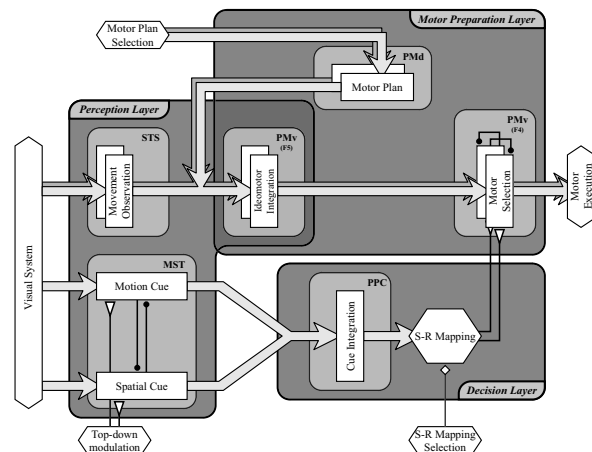 Motor Preparation Layer
Motor Plan
Selection
PMd
Motor Plan
Perception Layer
STS
Movement
Observation
PMv
(F5)
Ideomotor
Integration
PMv
(F4)
Motor
Selection
Motor
Execution
Visual System
MST
Motion Cue
Spatial Cue
PPC
Cue Integration
S-R Mapping
Decision Layer
Top-down
modulation
S-R Mapping
Selection